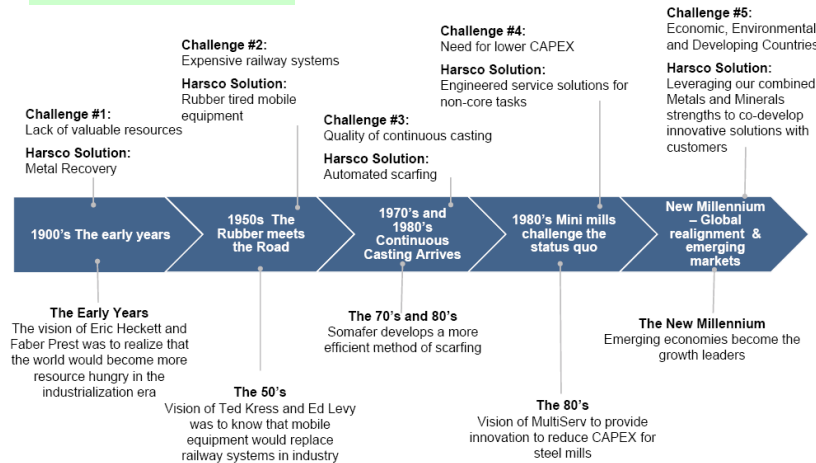 Challenge #1:
Lack of valuable resources
Harsco Solution:
Metal Recovery
Challenge #2:
Expensive railway systems
Harsco Solution:
Rubber tired mobile
equipment
Challenge #3:
Quality of continuous casting
Harsco Solution:
Automated scarfing
Challenge #4:
Need for lower CAPEX
Harsco Solution:
Engineered service solutions for
non-core tasks
Challenge #5:
Economic, Environmental
and Developing Countries
Harsco Solution:
Leveraging our combined
Metals and Minerals
strengths to co-develop
innovative solutions with
customers
1900's The early years
1950s The
Rubber meets
the Road
1970's and
1980's
Continuous
Casting Arrives
1980's Mini mills
challenge the
status quo
New Millennium
– Global
realignment &
emerging
markets
The Early Years
The vision of Eric Heckett and
Faber Prest was to realize that
the world would become more
resource hungry in the
industrialization era
The 50's
Vision of Ted Kress and Ed Levy
was to know that mobile
equipment would replace
railway systems in industry
The 70's and 80's
Somafer develops a more
efficient method of scarfing
The 80's
Vision of MultiServ to provide
innovation to reduce CAPEX for
steel mills
The New Millennium
Emerging economies become the
growth leaders